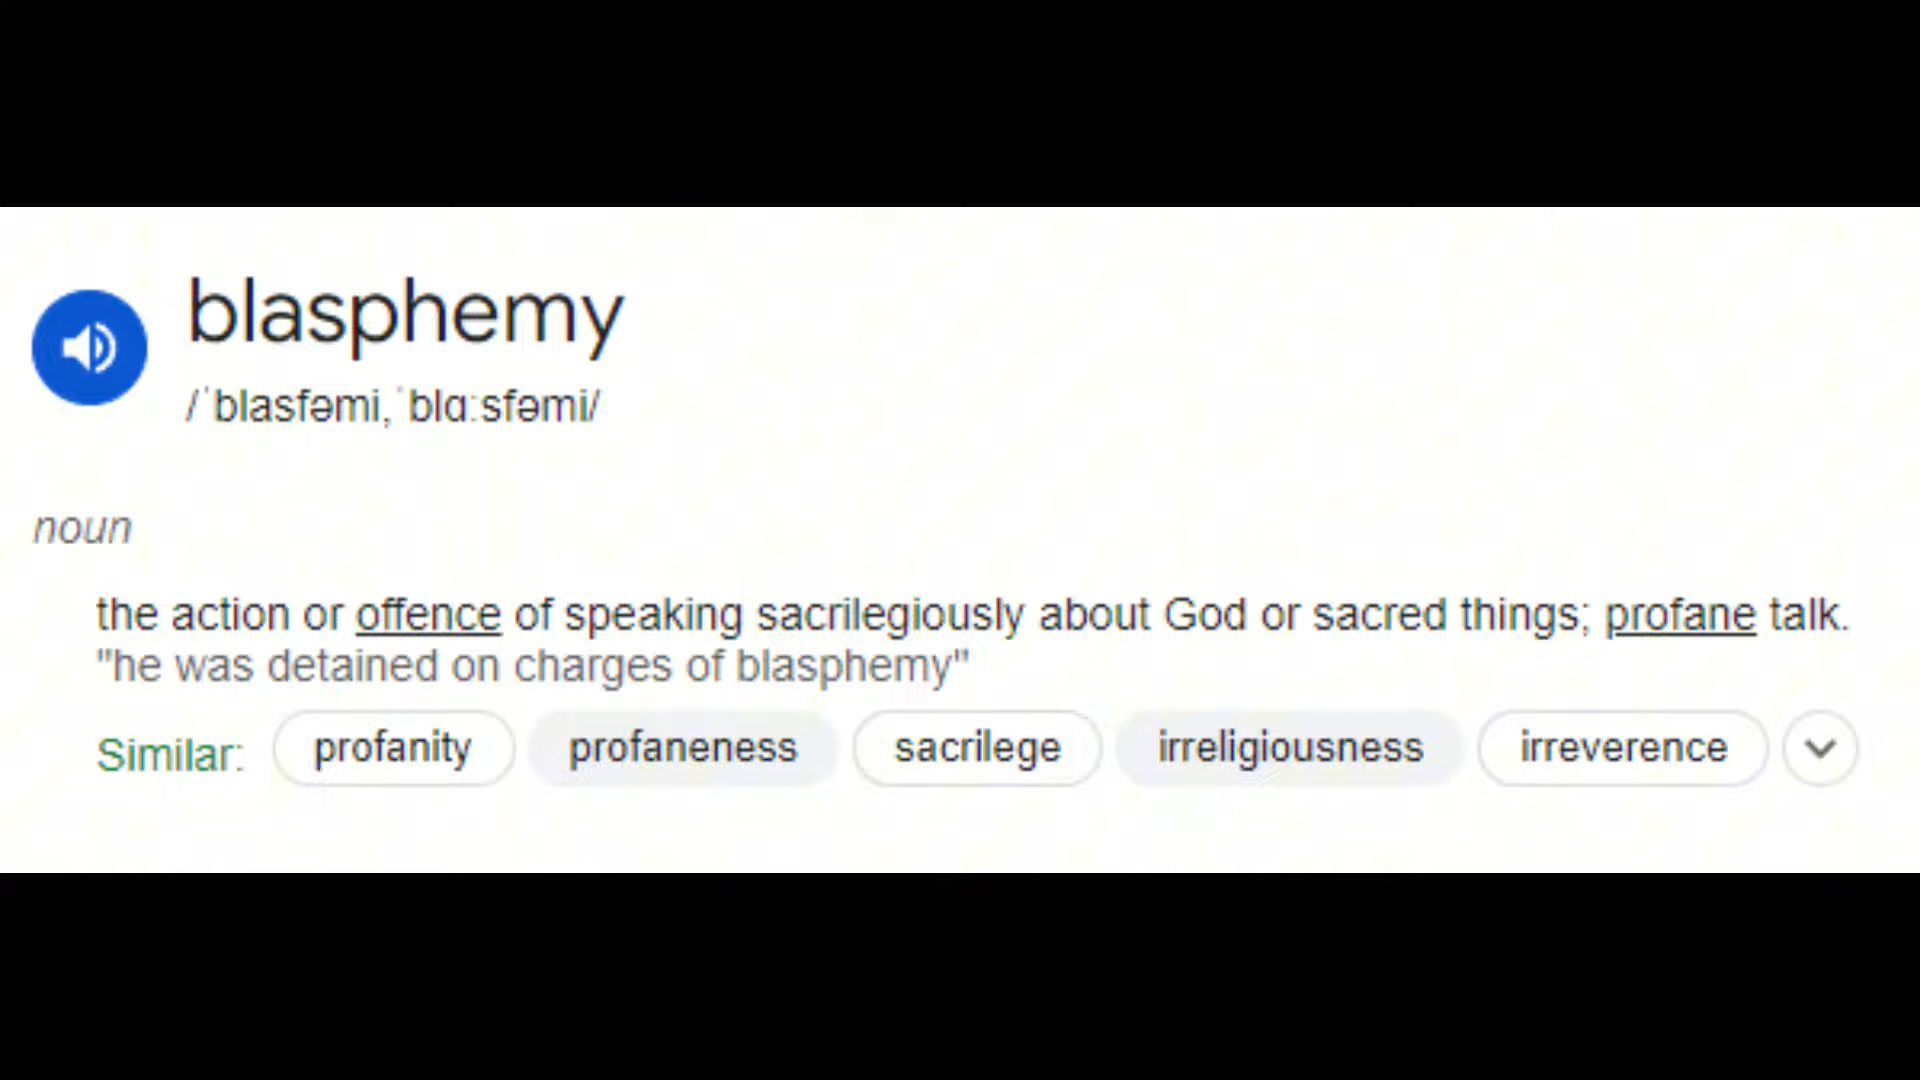 blasphemy
/ˈblasfəmi,ˈblɑːsfəmi/
noun
the action or offence of speaking sacrilegiously about God or sacred things; profane talk.
"he was detained on charges of blasphemy"
Similar: profanity profaneness sacrilege irreligiousness irreverence